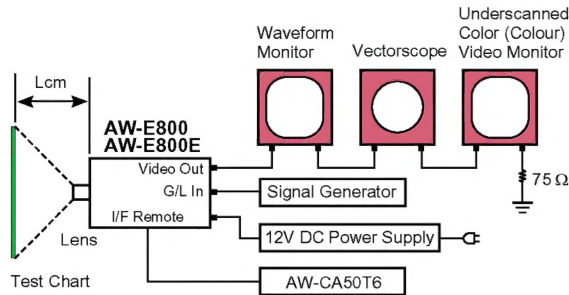 Waveform
Monitor
Vectorscope
Underscanned
Color (Colour)
Video Monitor
Lcm
AW-E800
AW-E800E
Video Out
G/L In
I/F Remote
Signal Generator
75 Ω
Lens
12V DC Power Supply
Test Chart
AW-CA50T6